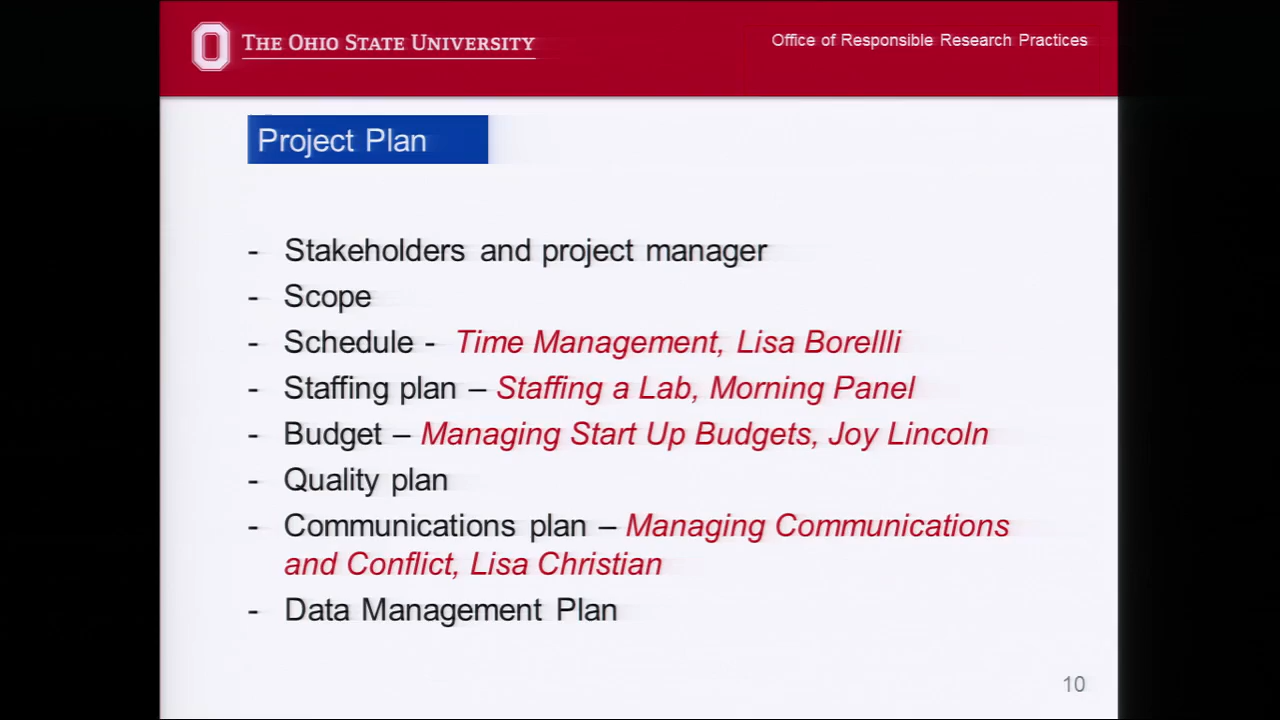 THE OHIO STATE UNIVERSITY
Office of Responsible Research Practices
Project Plan
- Stakeholders and project manager
- Scope
- Schedule - Time Management, Lisa Borellli
- Staffing plan – Staffing a Lab, Morning Panel
- Budget – Managing Start Up Budgets, Joy Lincoln
- Quality plan
- Communications plan – Managing Communications
and Conflict, Lisa Christian
- Data Management Plan
10